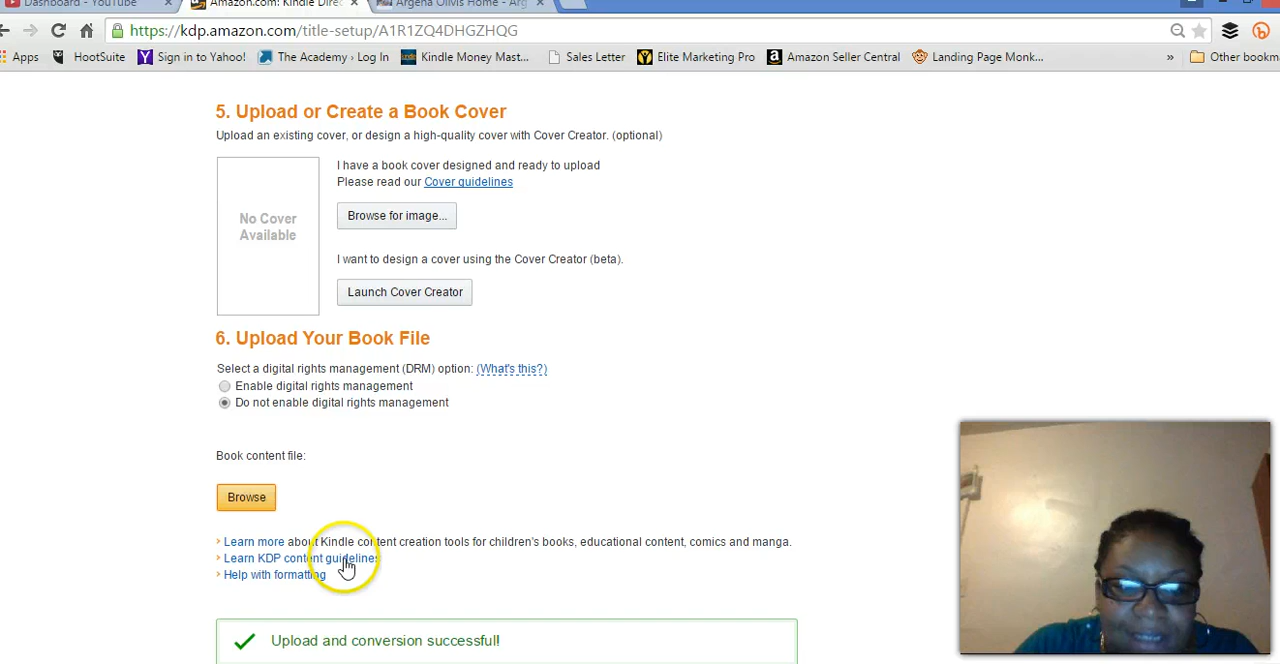 Dashboard - YouTube
Amazon.com: Kindle Direc
Argena Olivis Home - Arg
https://kdp.amazon.com/title-setup/A1R1ZQ4DHGZHQG
Apps HootSuite Sign in to Yahoo! The Academy › Log In Kindle Money Mast... Sales Letter Elite Marketing Pro Amazon Seller Central Landing Page Monk... » Other bookm
5. Upload or Create a Book Cover
Upload an existing cover, or design a high-quality cover with Cover Creator. (optional)
No Cover
Available
I have a book cover designed and ready to upload
Please read our Cover guidelines
Browse for image...
I want to design a cover using the Cover Creator (beta).
Launch Cover Creator
6. Upload Your Book File
Select a digital rights management (DRM) option: (What's this?)
Enable digital rights management
Do not enable digital rights management
Book content file:
Browse
› Learn more about Kindle content creation tools for children's books, educational content, comics and manga.
› Learn KDP content guidelines
› Help with formatting
Upload and conversion successful!